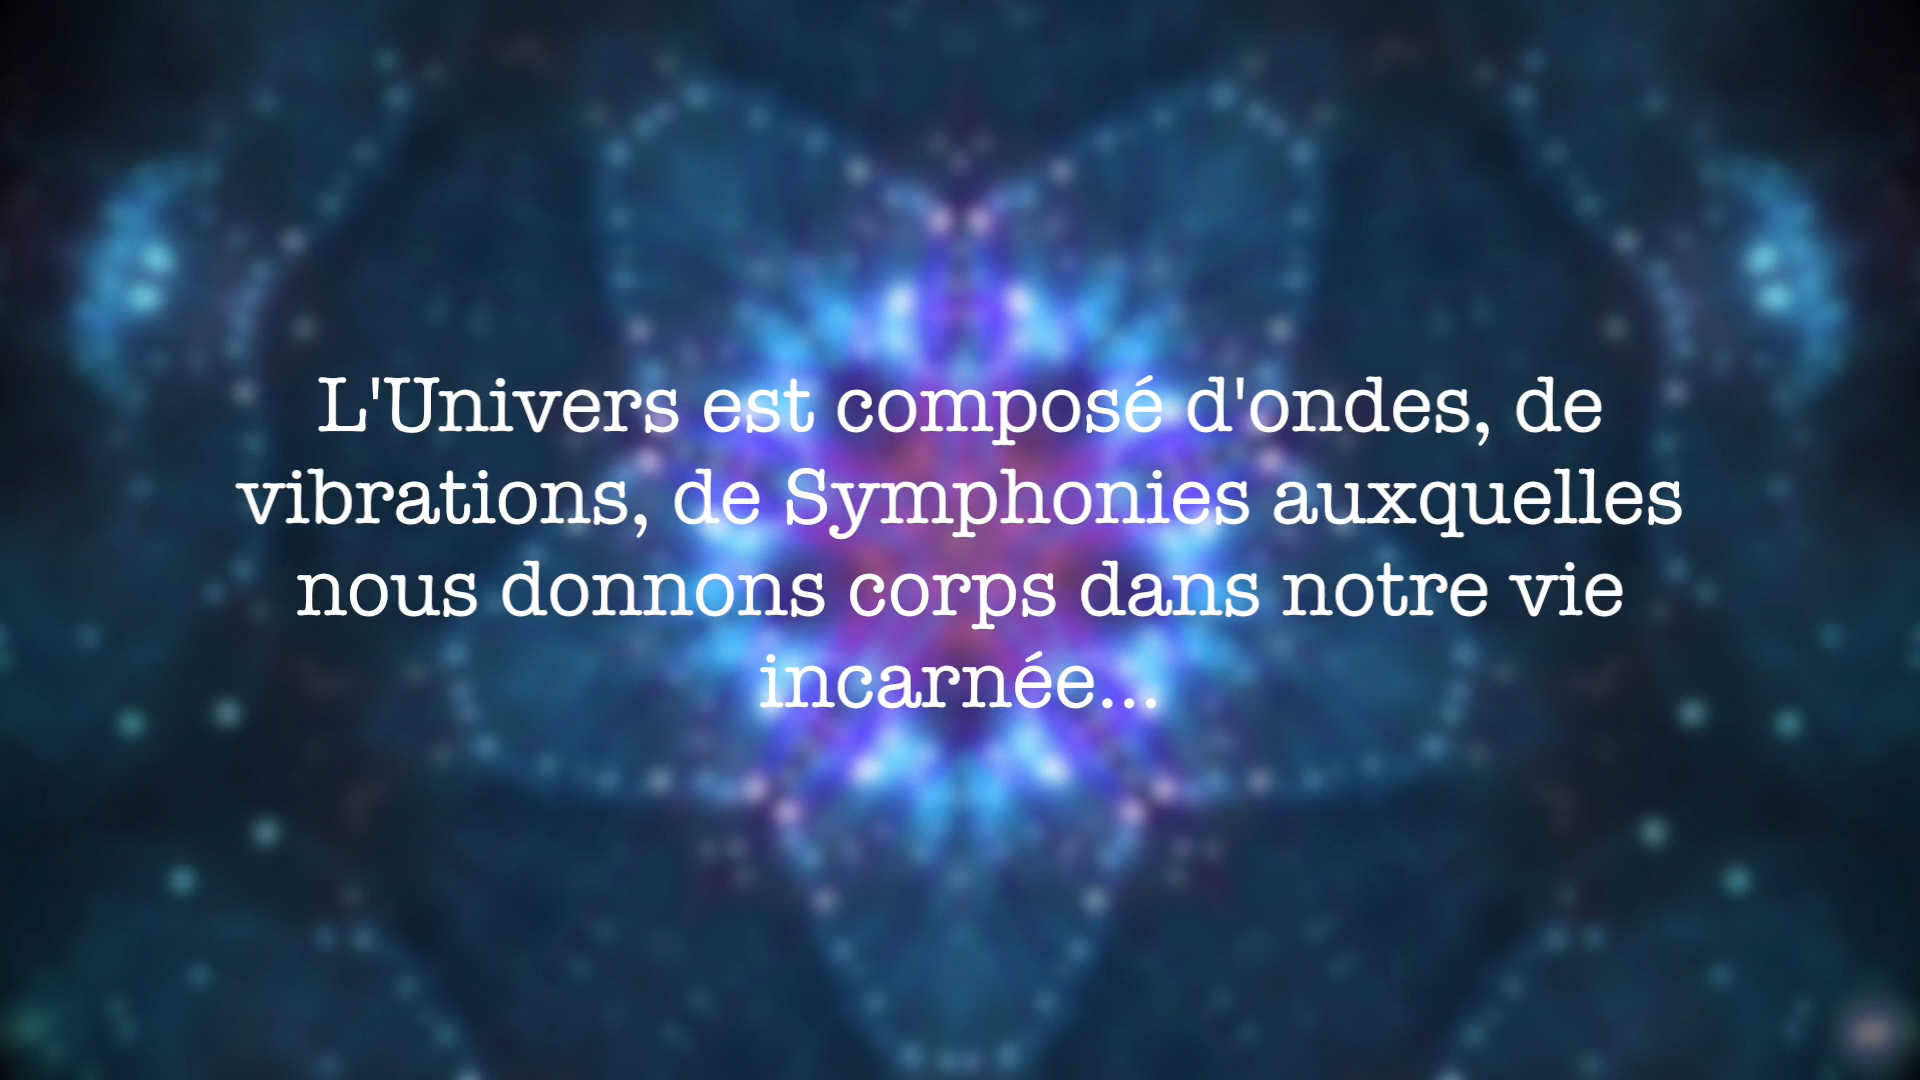 L'Univers est composé d'ondes, de
vibrations, de Symphonies auxquelles
nous donnons corps dans notre vie
incarnée...